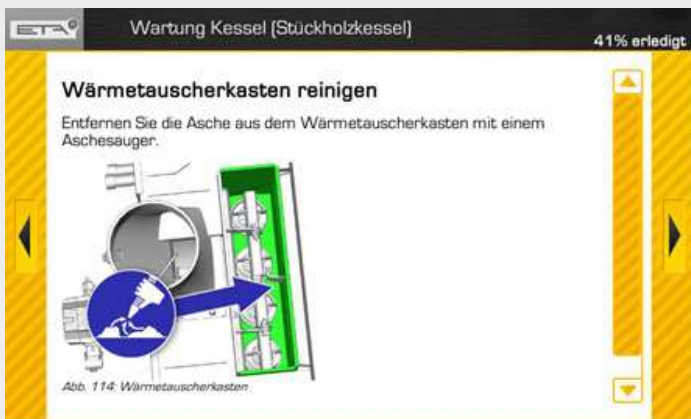 ETA
Wartung Kessel (Stückholzkessel)
41% erledigt
Wärmetauscherkasten reinigen
Entfernen Sie die Asche aus dem Wärmetauscherkasten mit einem
Aschesauger.
Abb. 114: Wärmetauscherkasten